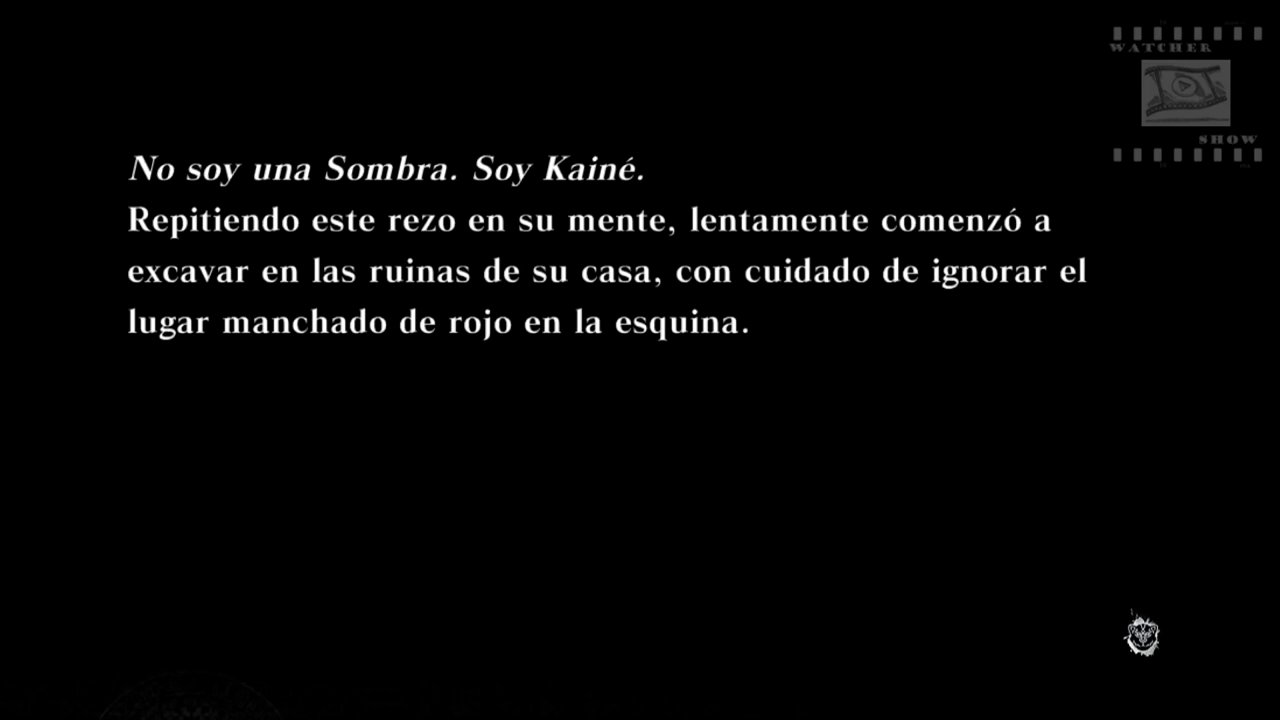 WATCHER
SHOW
No soy una Sombra. Soy Kainé.
Repitiendo este rezo en su mente, lentamente comenzó a
excavar en las ruinas de su casa, con cuidado de ignorar el
lugar manchado de rojo en la esquina.